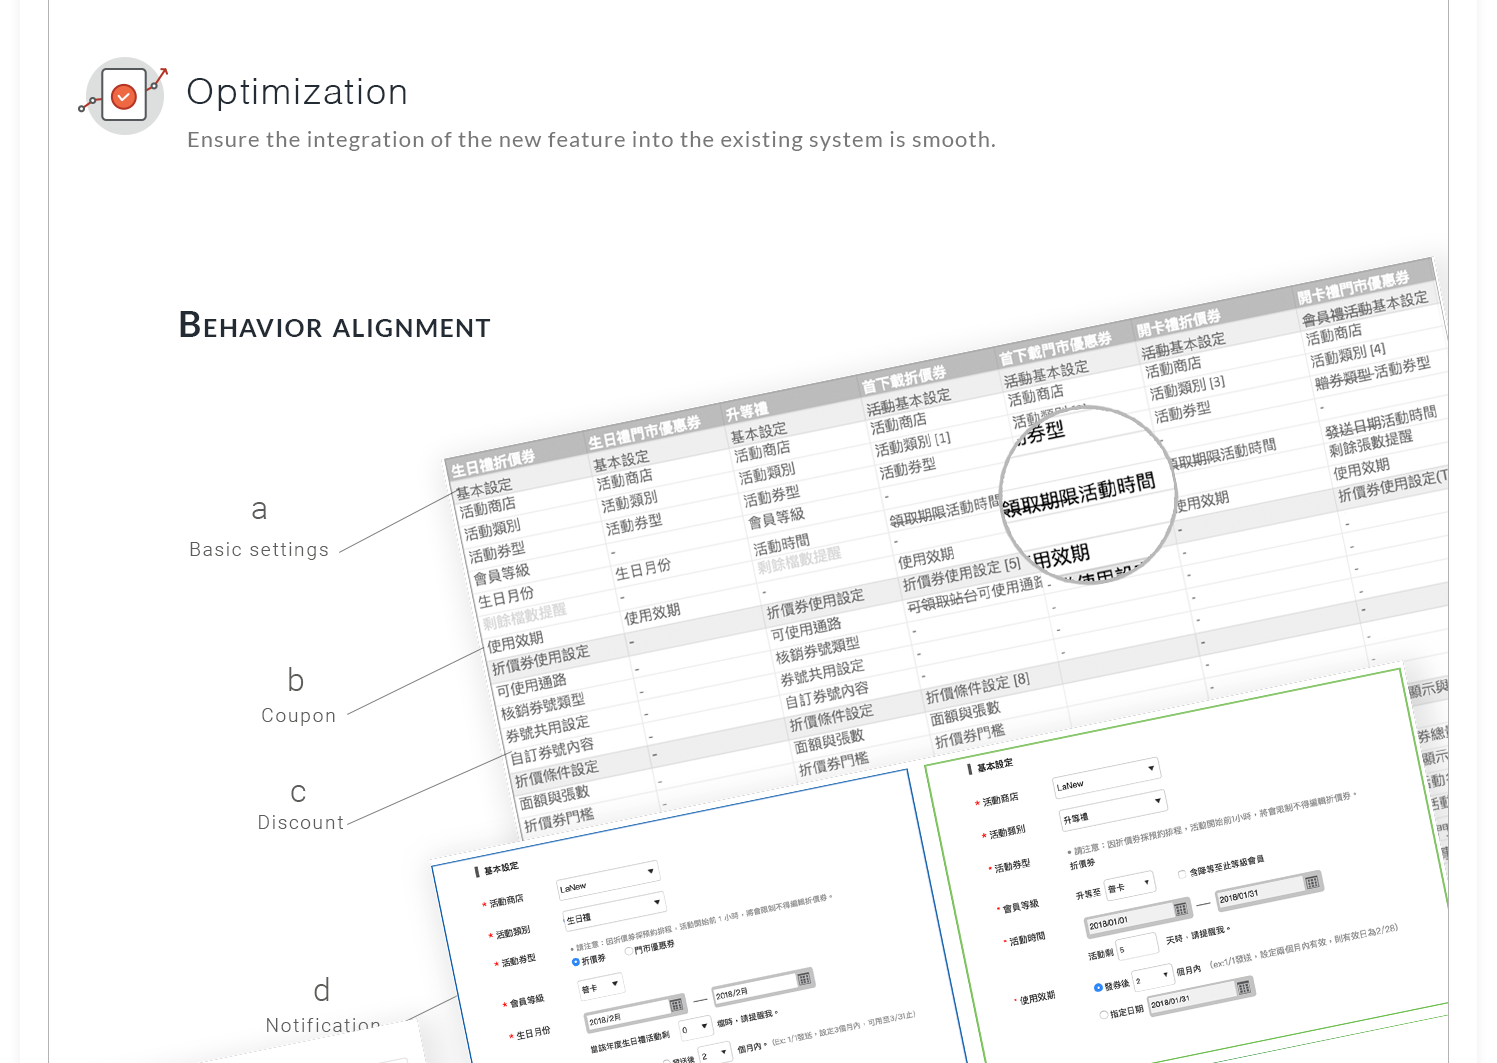 Optimization
Ensure the integration of the new feature into the existing system is smooth.
BEHAVIOR ALIGNMENT
a
Basic settings
b
Coupon
c
Discount
d
Notification
生日禮折價券
基本設定
活動商店
活動類別
活動券型
會員等級
生日月份
剩餘檔數提醒
使用效期
折價券使用設定
可使用通路
核銷券號類型
券號共用設定
自訂券號內容
折價條件設定
面額與張數
折價券門檻
生日禮門市優惠券
基本設定
活動商店
活動類別
活動券型
-
生日月份
-
使用效期
-
-
-
-
-
-
-
-
升等禮
基本設定
活動商店
活動類別
活動券型
會員等級
活動時間
剩餘檔數提醒
-
折價券使用設定
可使用通路
核銷券號類型
券號共用設定
自訂券號內容
折價條件設定
面額與張數
折價券門檻
首下載折價券
活動基本設定
活動商店
活動類別 [1]
活動券型
-
領取期限活動時間
-
使用效期
折價券使用設定 [5]
可領取站台可使用通路
-
-
-
折價條件設定 [8]
面額與張數
折價券門檻
首下載門市優惠券
活動基本設定
活動商店
券型
領取期限活動時間
用效期
-
-
-
開卡禮折價券
活動基本設定
活動商店
活動類別 [3]
活動券型
-
領取期限活動時間
使用效期
-
-
-
-
-
-
-
開卡禮門市優惠券
會員禮活動基本設定
活動商店
活動類別 [4]
贈券類型 活動券型
-
發送日期活動時間
剩餘張數提醒
使用效期
折價券使用設定(T
-
-
-
-
-
-
基本設定
* 活動商店
LaNew
* 活動類別
生日禮
* 請注意：因折價券採預約排程，活動開始前 1 小時，將會限制不得編輯折價券。
* 活動券型
折價券
門市優惠券
* 會員等級
普卡
* 生日月份
2018/2月
—
2018/2月
當該年度生日禮活動剩 0 檔時，請提醒我。
發送後 2 個月內。 (Ex: 1/1發送，設定3個月內，可用至3/31止)
基本設定
* 活動商店
LaNew
* 活動類別
升等禮
* 請注意：因折價券採預約排程，活動開始前1小時，將會限制不得編輯折價券。
* 活動券型
折價券
* 會員等級
升等至 普卡
含降等至此等級會員
* 活動時間
2018/01/01
—
2018/01/31
活動剩 5 天時，請提醒我。
* 使用效期
發券後 2 個月內 (ex:1/1發送，設定兩個月內有效，則有效日為2/28)
指定日期 2018/01/31
顯示與